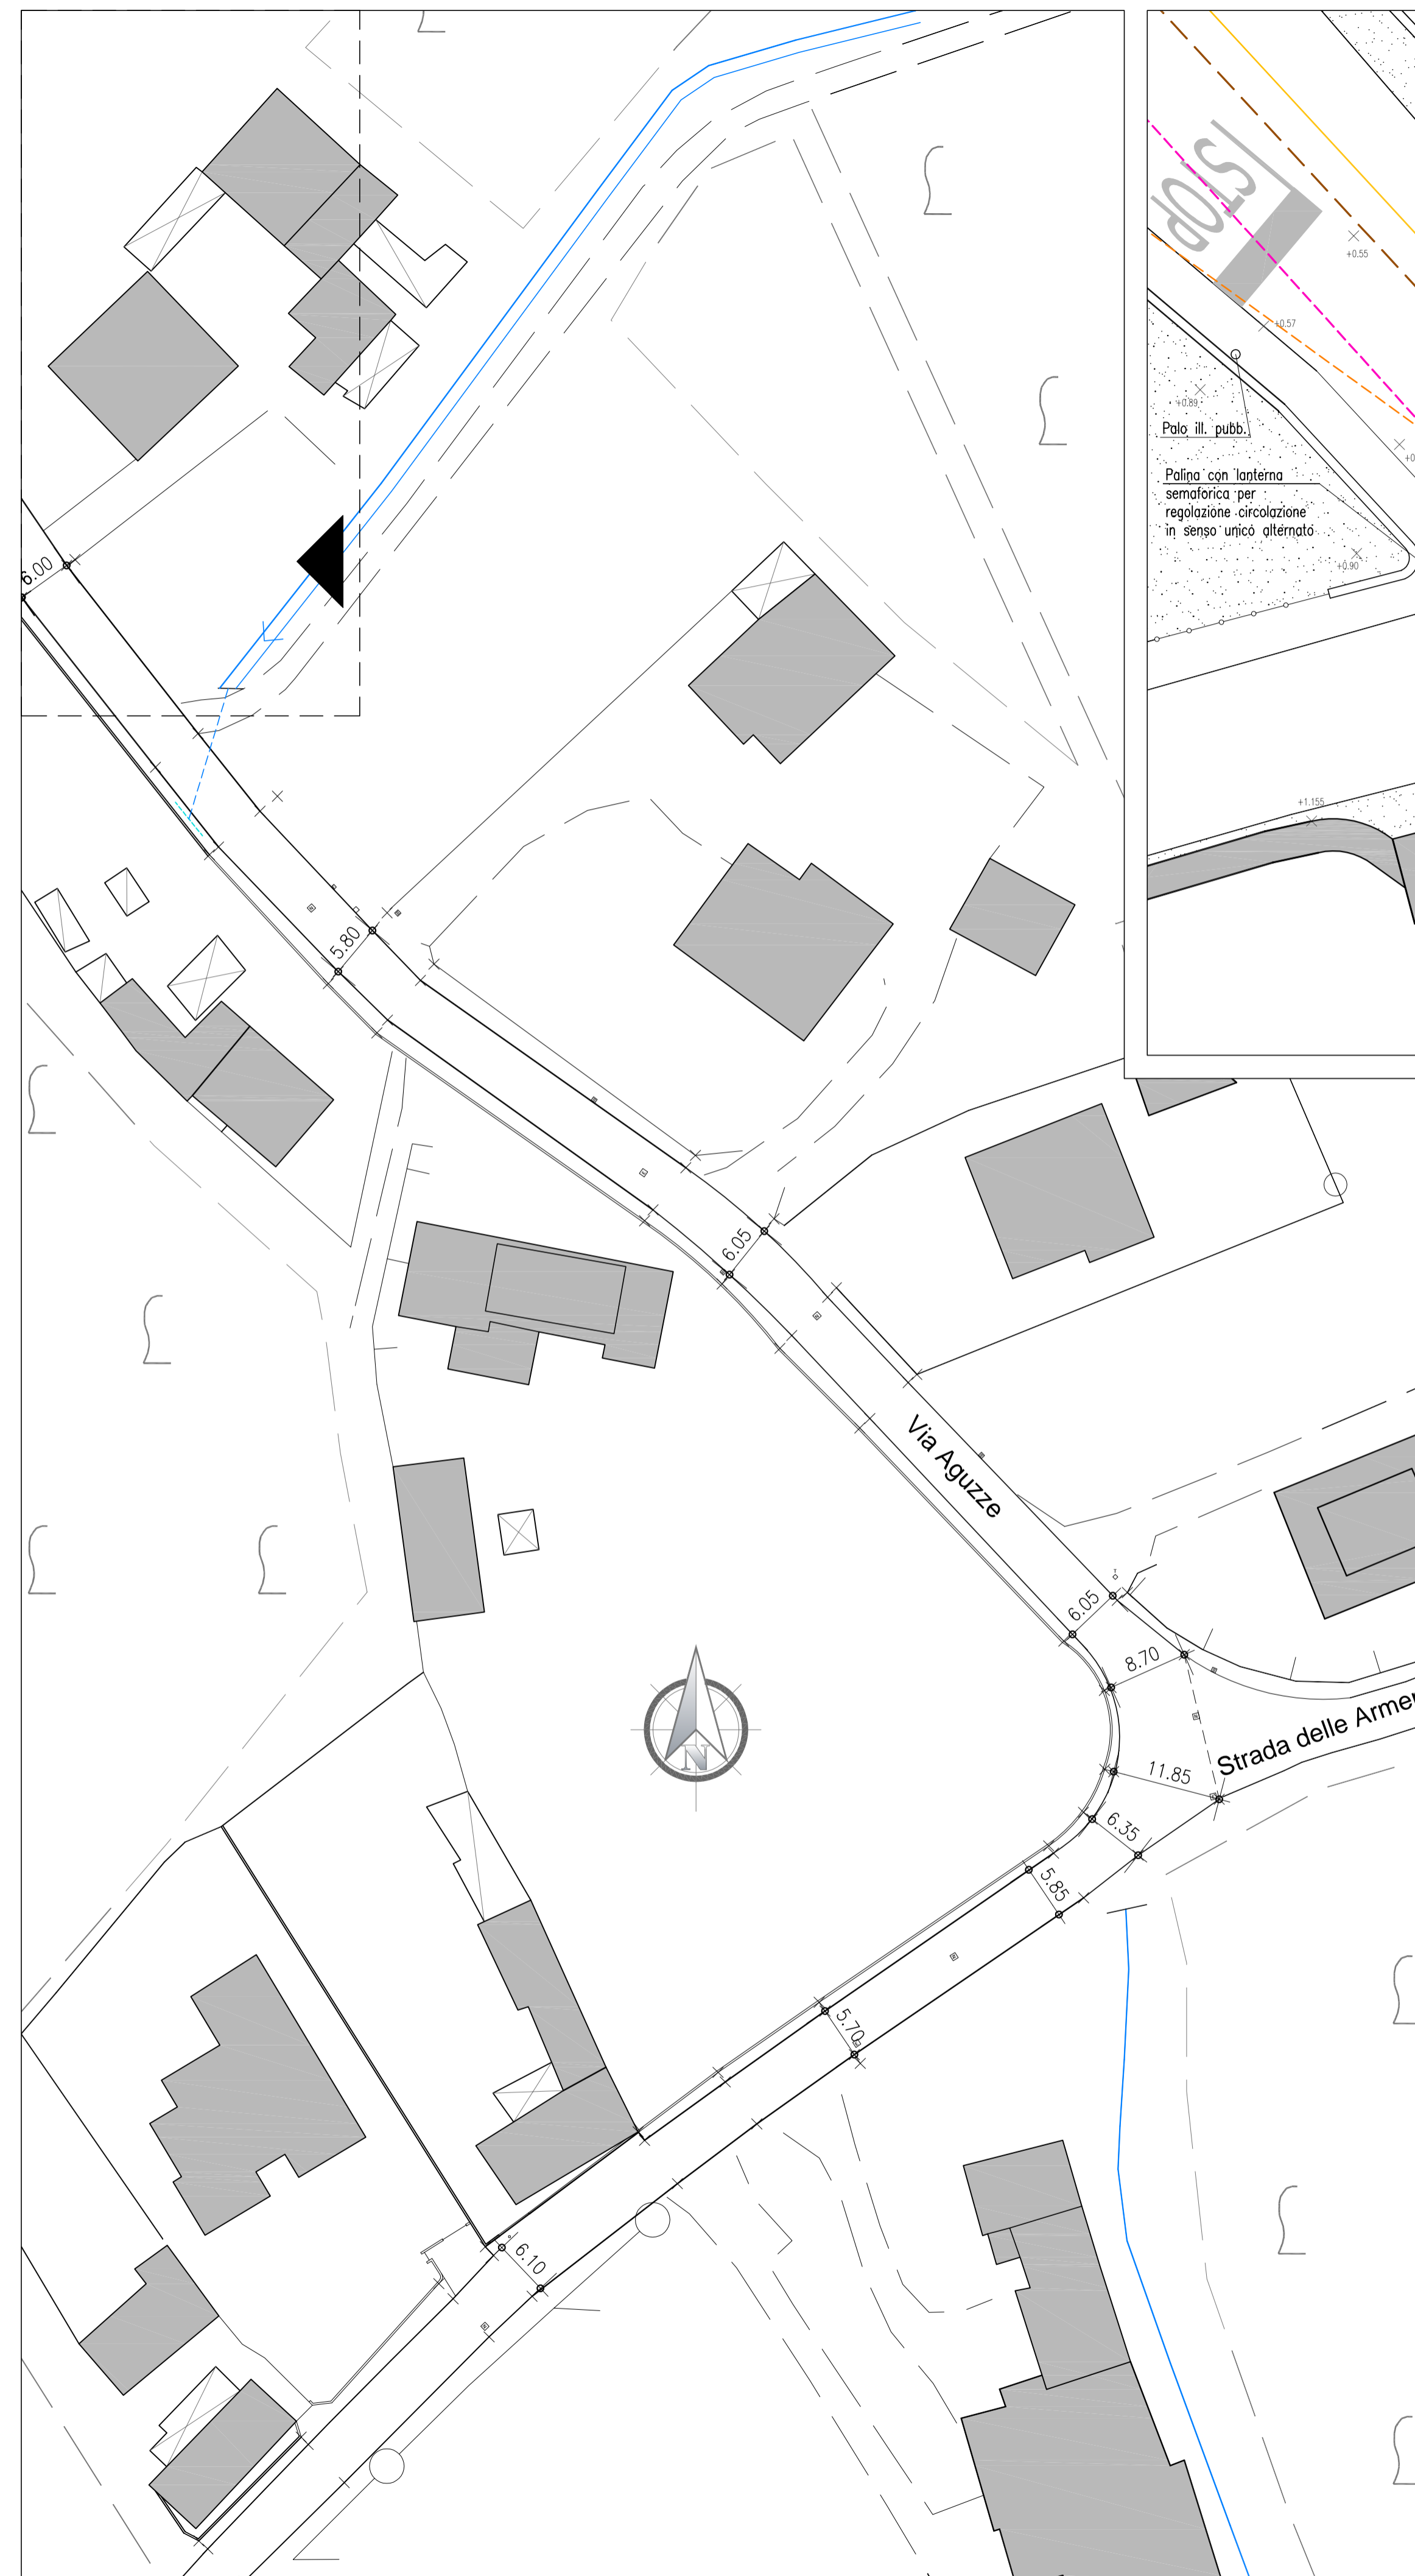 STOP
+0.55
+0.57
+0.89
Palo ill. pubb.
Palina con lanterna
semaforica per
regolazione circolazione
in senso unico alternato
+0.90
+1.155
6.00
5.80
6.05
Via Aguzze
6.05
8.70
Strada delle Armer
11.85
6.35
5.85
5.70
6.10
N